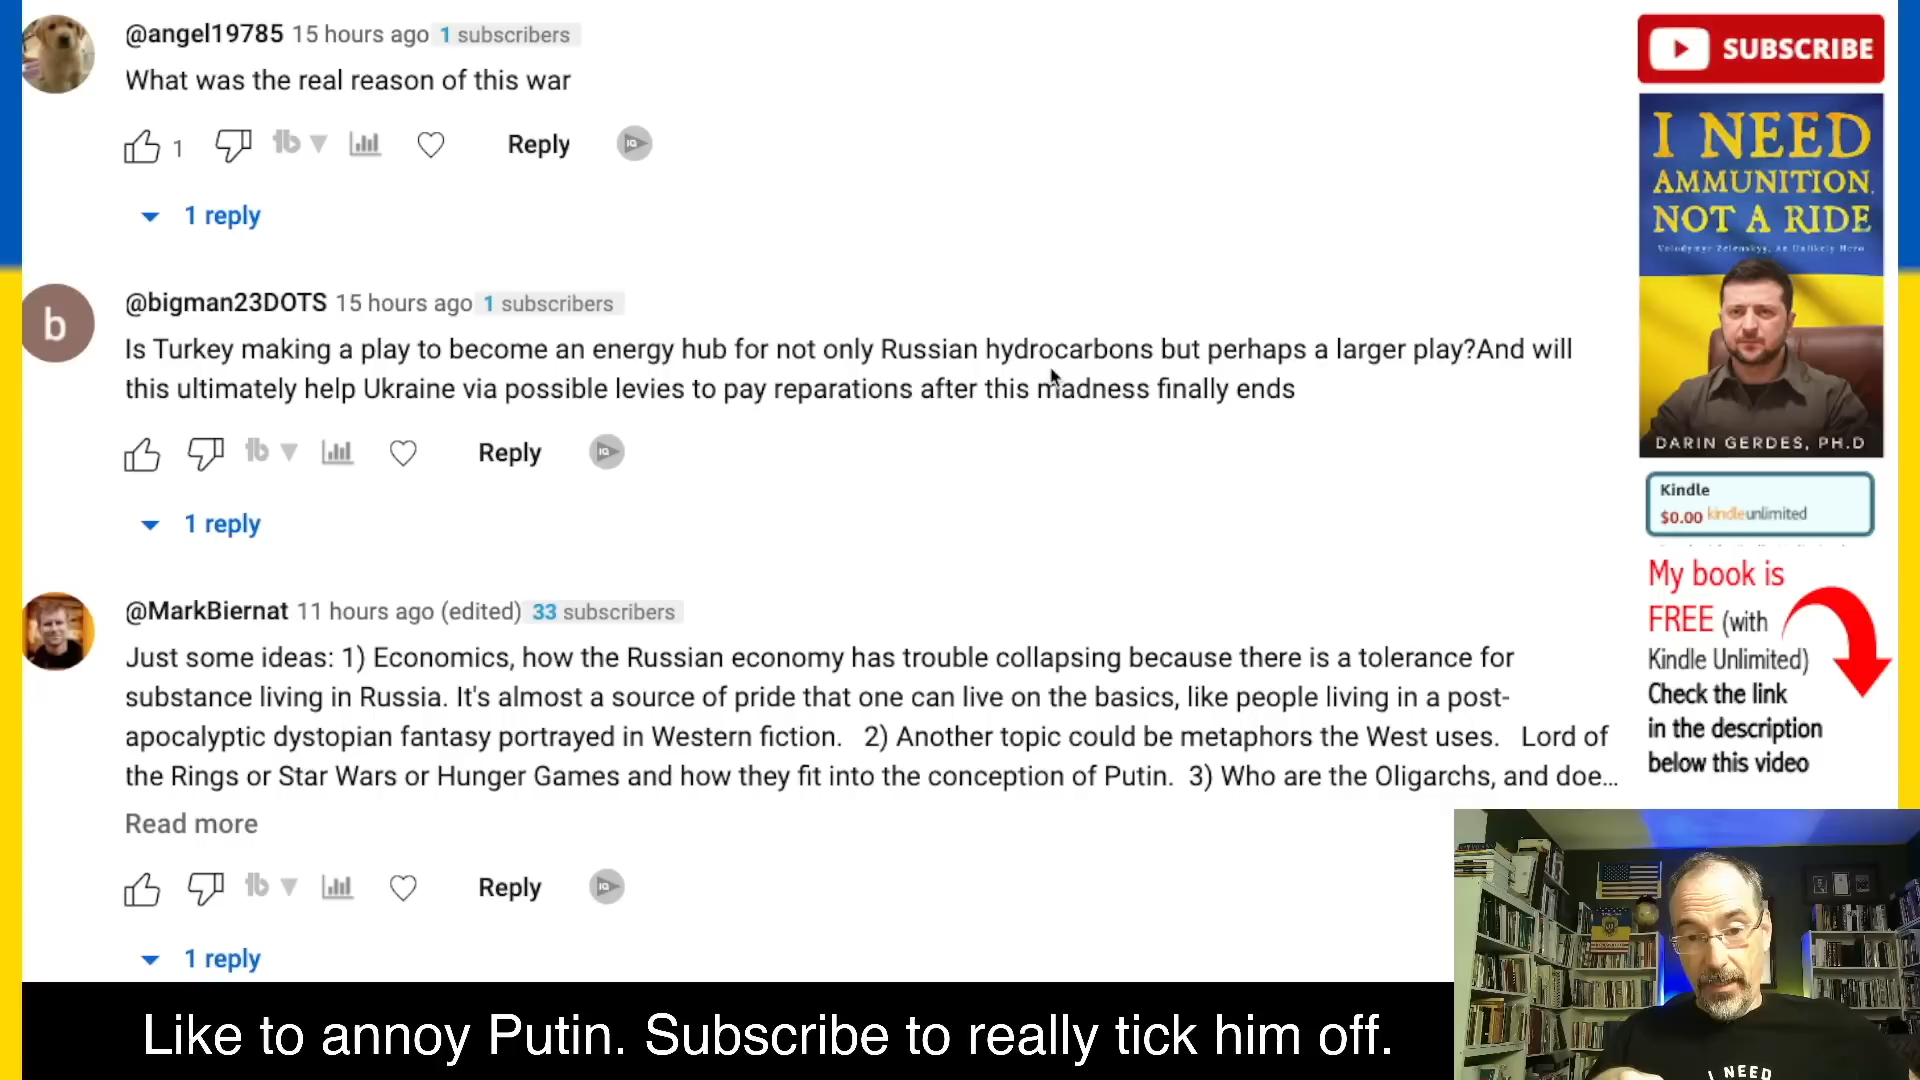 @angel19785 15 hours ago 1 subscribers
What was the real reason of this war
1
Reply
1 reply
b
@bigman23DOTS 15 hours ago 1 subscribers
Is Turkey making a play to become an energy hub for not only Russian hydrocarbons but perhaps a larger play?And will
this ultimately help Ukraine via possible levies to pay reparations after this madness finally ends
Reply
1 reply
@MarkBiernat 11 hours ago (edited) 33 subscribers
Just some ideas: 1) Economics, how the Russian economy has trouble collapsing because there is a tolerance for
substance living in Russia. It's almost a source of pride that one can live on the basics, like people living in a post-
apocalyptic dystopian fantasy portrayed in Western fiction. 2) Another topic could be metaphors the West uses. Lord of
the Rings or Star Wars or Hunger Games and how they fit into the conception of Putin. 3) Who are the Oligarchs, and doe...
Read more
Reply
1 reply
SUBSCRIBE
I NEED
AMMUNITION,
NOT A RIDE
Volodymyr Zelenskyy, An Unlikely Hero
DARIN GERDES, PH.D
Kindle
$0.00 kindleunlimited
My book is
FREE (with
Kindle Unlimited)
Check the link
in the description
below this video
I NEED
Like to annoy Putin. Subscribe to really tick him off.